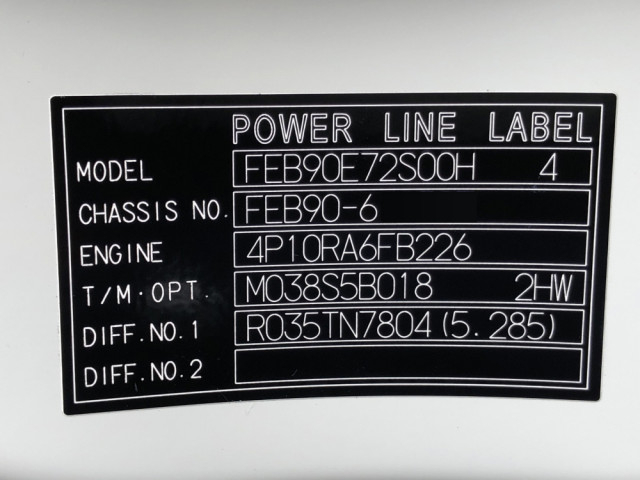 POWER LINE LABEL
MODEL FEB90E72S00H 4
CHASSIS NO. FEB90-6
ENGINE 4P10RA6FB226
T/M·OPT. M038S5B018 2HW
DIFF.NO.1 R035TN7804(5.285)
DIFF.NO.2